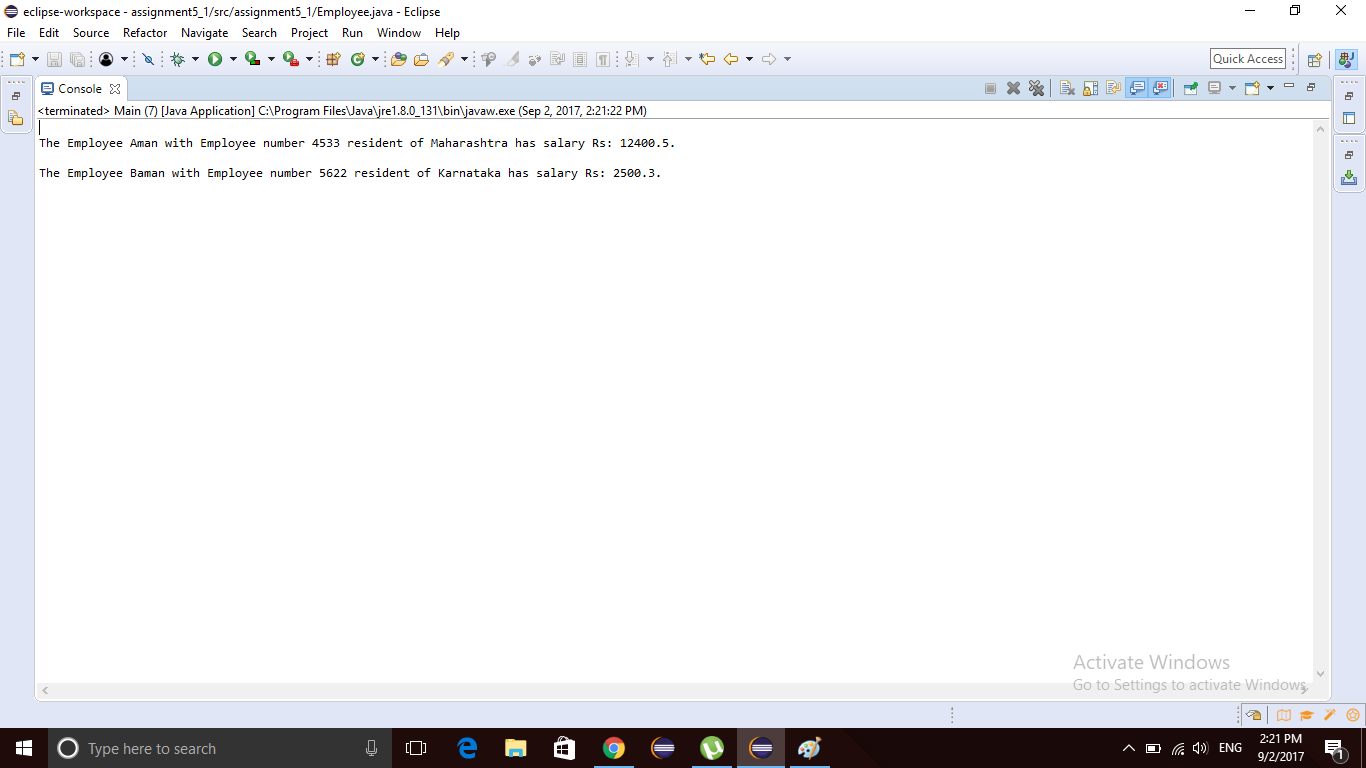 eclipse-workspace - assignment5_1/src/assignment5_1/Employee.java - Eclipse
File Edit Source Refactor Navigate Search Project Run Window Help
Quick Access
Console
<terminated> Main (7) [Java Application] C:\Program Files\Java\jre1.8.0_131\bin\javaw.exe (Sep 2, 2017, 2:21:22 PM)
The Employee Aman with Employee number 4533 resident of Maharashtra has salary Rs: 12400.5.
The Employee Baman with Employee number 5622 resident of Karnataka has salary Rs: 2500.3.
Activate Windows
Go to Settings to activate Windows.
Type here to search
ENG
2:21 PM
9/2/2017
1